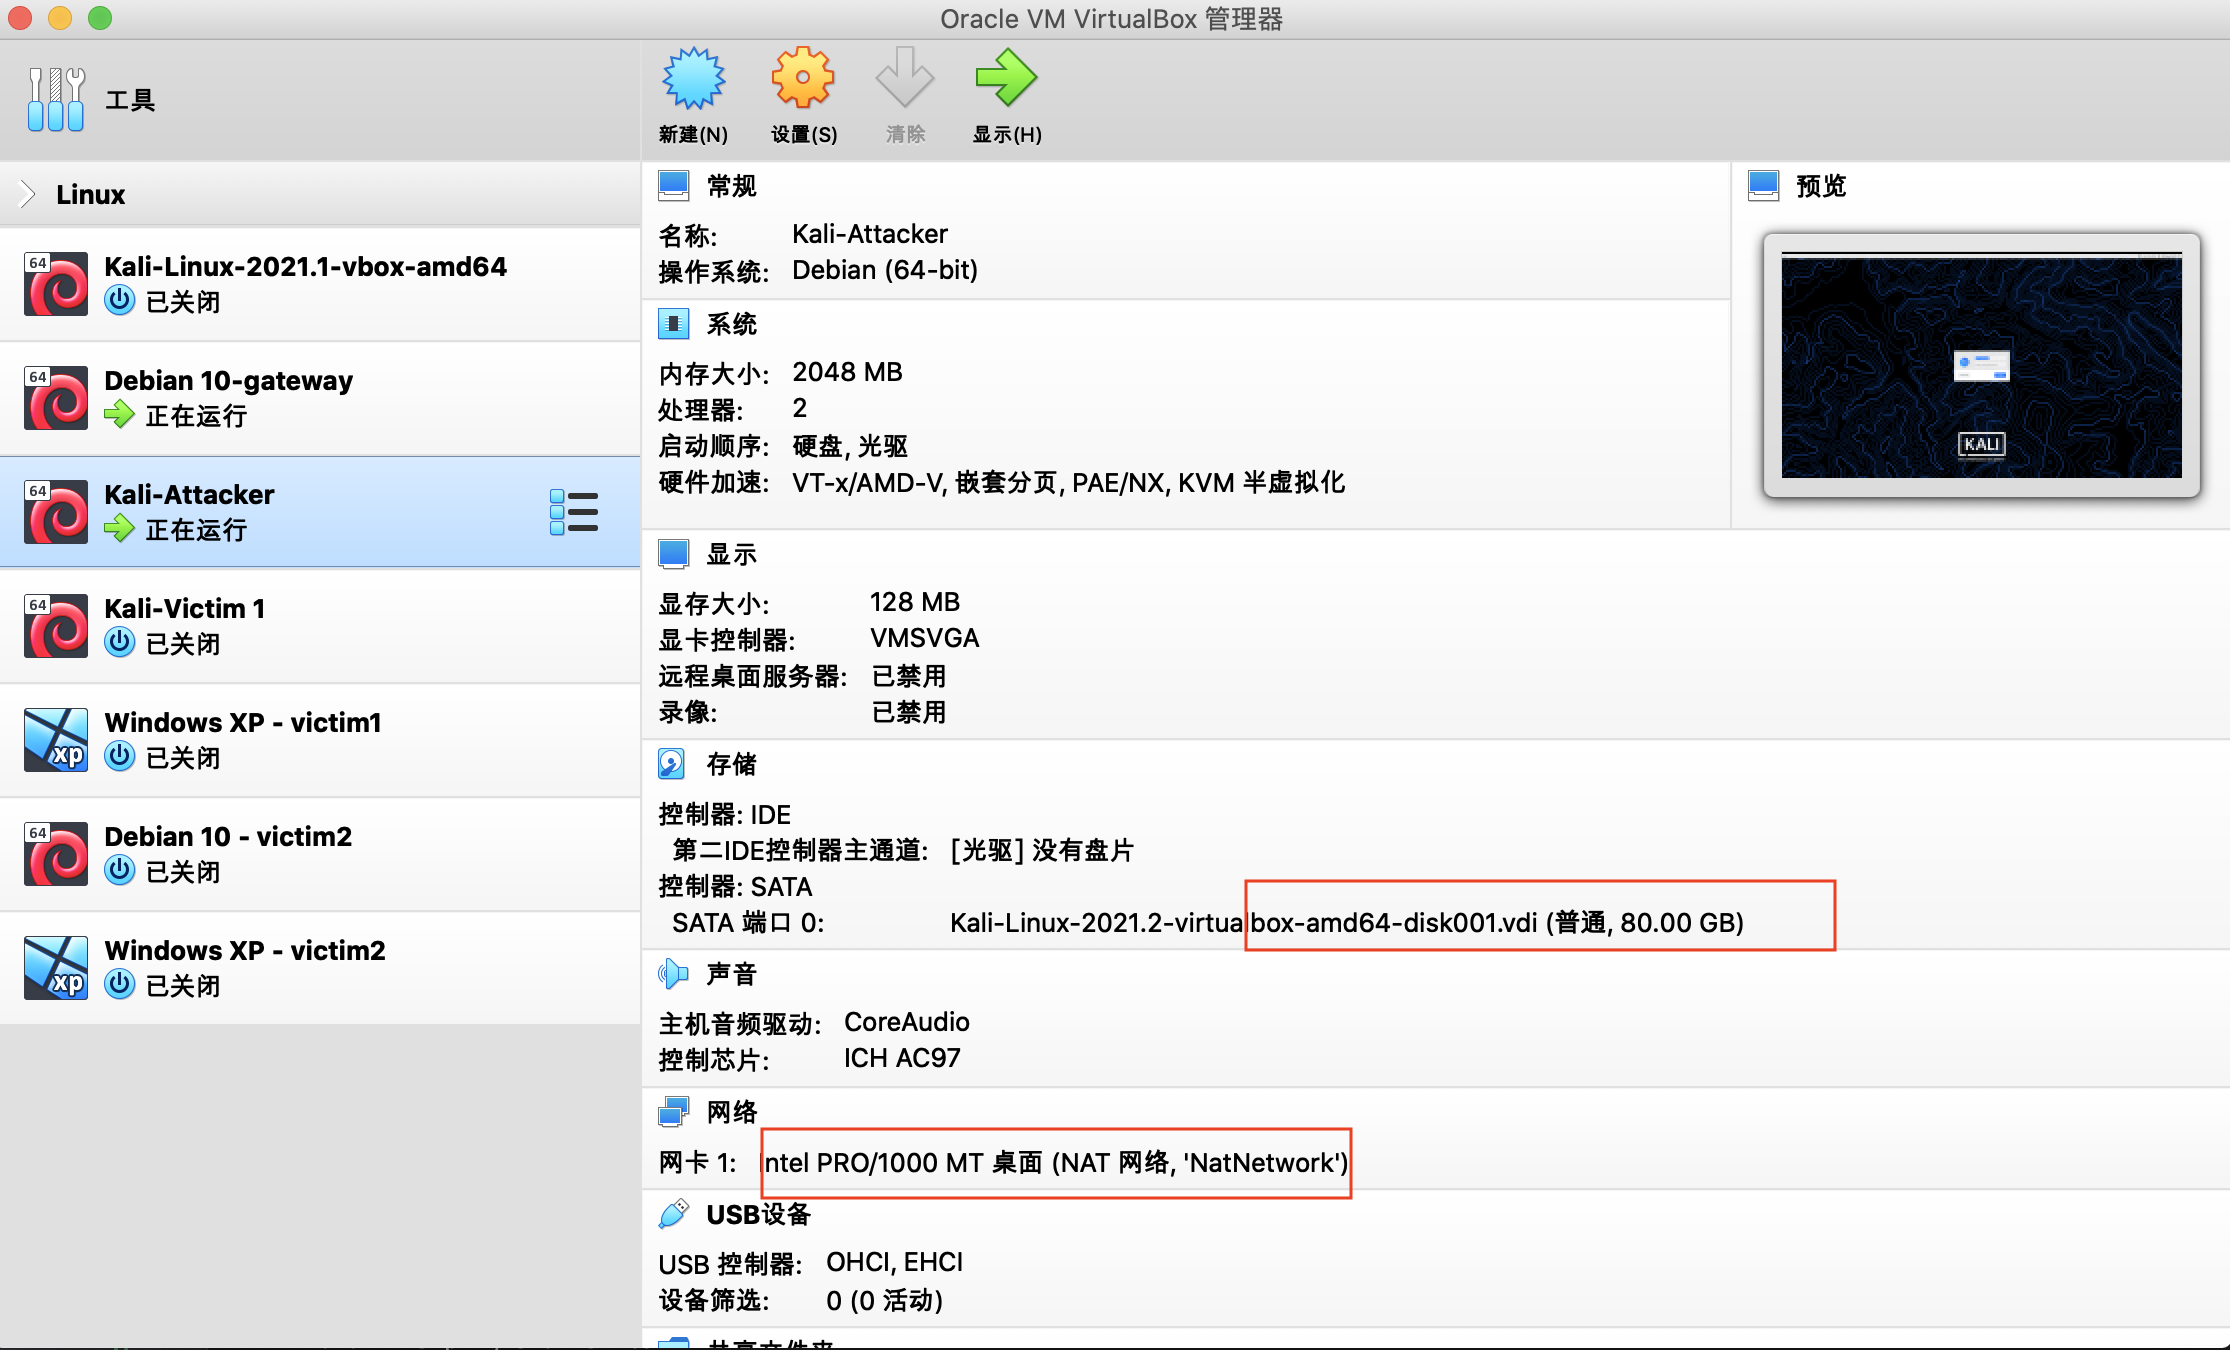 Oracle VM VirtualBox 管理器
工具
新建(N)
设置(S)
清除
显示(H)
Linux
64
Kali-Linux-2021.1-vbox-amd64
已关闭
64
Debian 10-gateway
正在运行
64
Kali-Attacker
正在运行
64
Kali-Victim 1
已关闭
xp
Windows XP - victim1
已关闭
64
Debian 10 - victim2
已关闭
xp
Windows XP - victim2
已关闭
常规
名称: Kali-Attacker
操作系统: Debian (64-bit)
预览
KALI
系统
内存大小: 2048 MB
处理器: 2
启动顺序: 硬盘, 光驱
硬件加速: VT-x/AMD-V, 嵌套分页, PAE/NX, KVM 半虚拟化
显示
显存大小: 128 MB
显卡控制器: VMSVGA
远程桌面服务器: 已禁用
录像: 已禁用
存储
控制器: IDE
第二IDE控制器主通道: [光驱] 没有盘片
控制器: SATA
SATA 端口 0: Kali-Linux-2021.2-virtualbox-amd64-disk001.vdi (普通, 80.00 GB)
声音
主机音频驱动: CoreAudio
控制芯片: ICH AC97
网络
网卡 1: Intel PRO/1000 MT 桌面 (NAT 网络, 'NatNetwork')
USB设备
USB 控制器: OHCI, EHCI
设备筛选: 0 (0 活动)
共享文件夹